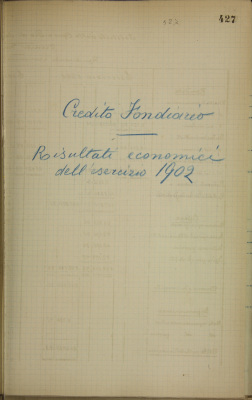 427
Credito Fondiario
Risultati economici
dell'esercizio 1902